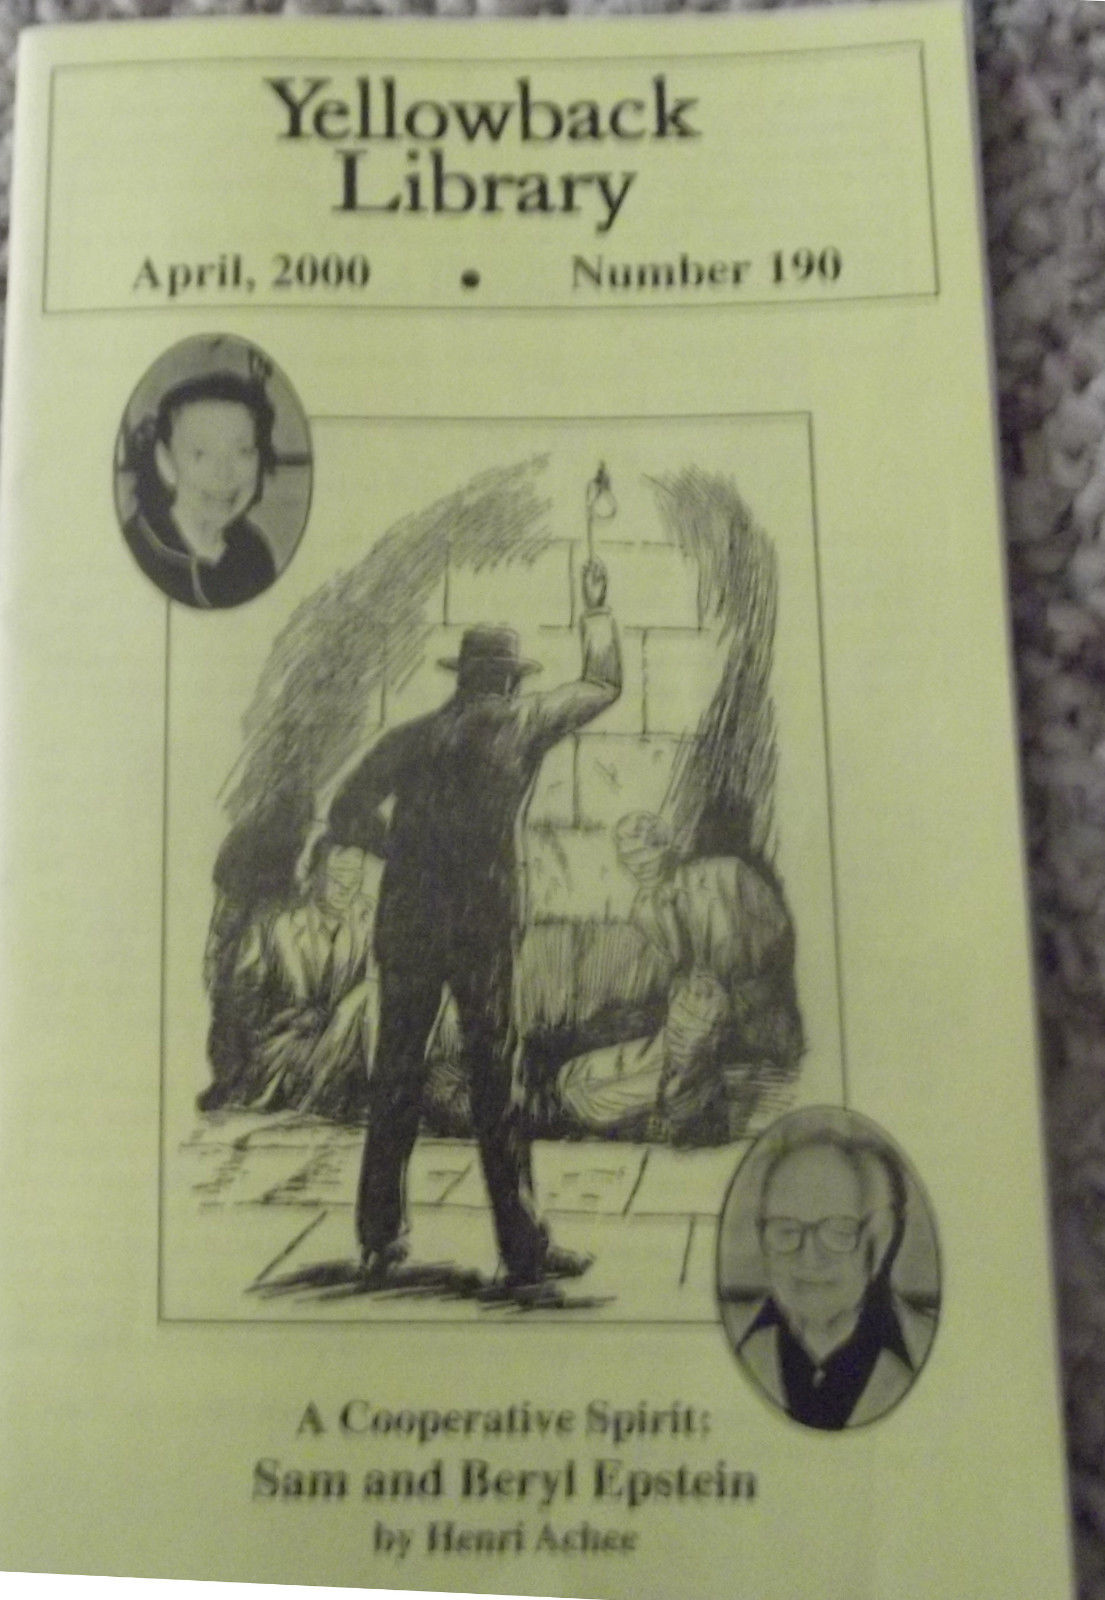 Yellowback
Library
April, 2000 • Number 190
A Cooperative Spirit:
Sam and Beryl Epstein
by Henri Achee